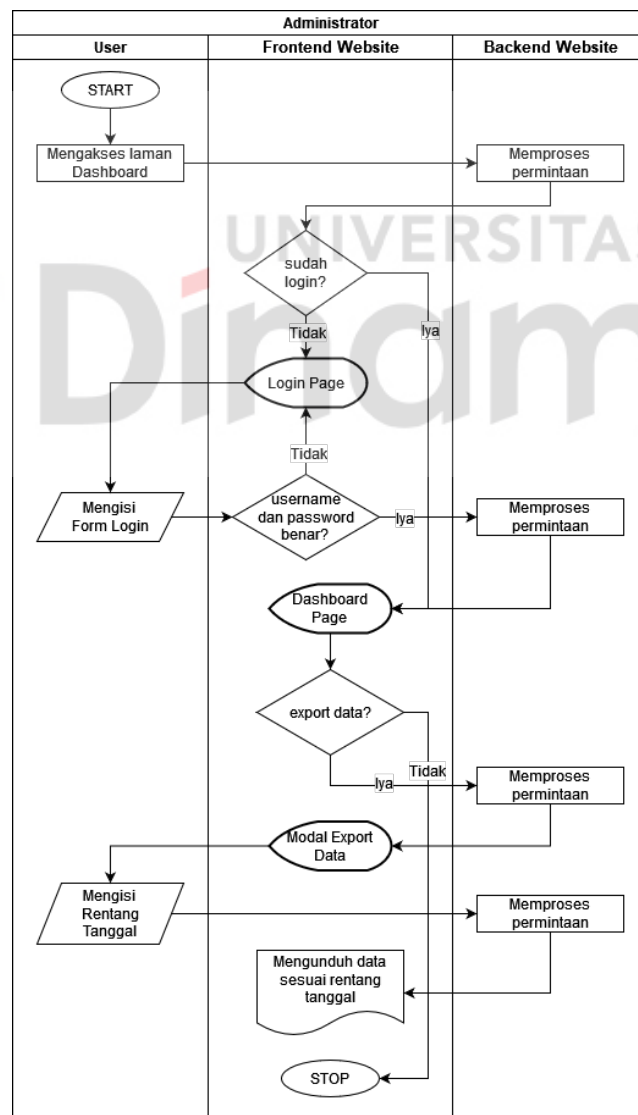 Administrator
User
Frontend Website
Backend Website
START
Mengakses laman
Dashboard
Memproses
permintaan
UNIVERSITAS
Dinam
sudah
login?
Iya
Tidak
Login Page
Tidak
Mengisi
Form Login
username
dan password
benar?
Iya
Memproses
permintaan
Dashboard
Page
export data?
Tidak
Iya
Memproses
permintaan
Modal Export
Data
Mengisi
Rentang
Tanggal
Memproses
permintaan
Mengunduh data
sesuai rentang
tanggal
STOP